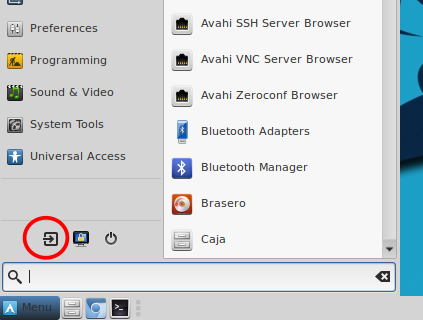 Preferences
Programming
Sound & Video
System Tools
Universal Access
Avahi SSH Server Browser
Avahi VNC Server Browser
Avahi Zeroconf Browser
Bluetooth Adapters
Bluetooth Manager
Brasero
Caja
Menu